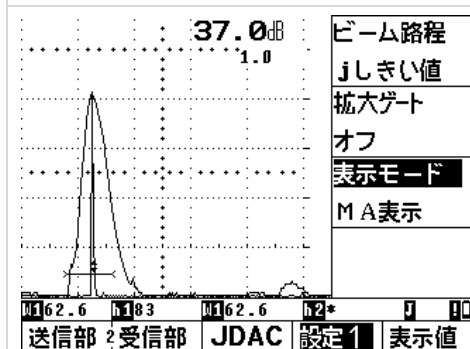 37.0dB
1.0
ビーム路程
jしきい値
拡大ゲート
オフ
表示モード
MA表示
W162.6 h183 W162.6 h2* J
送信部 2受信部 JDAC 設定1 表示値